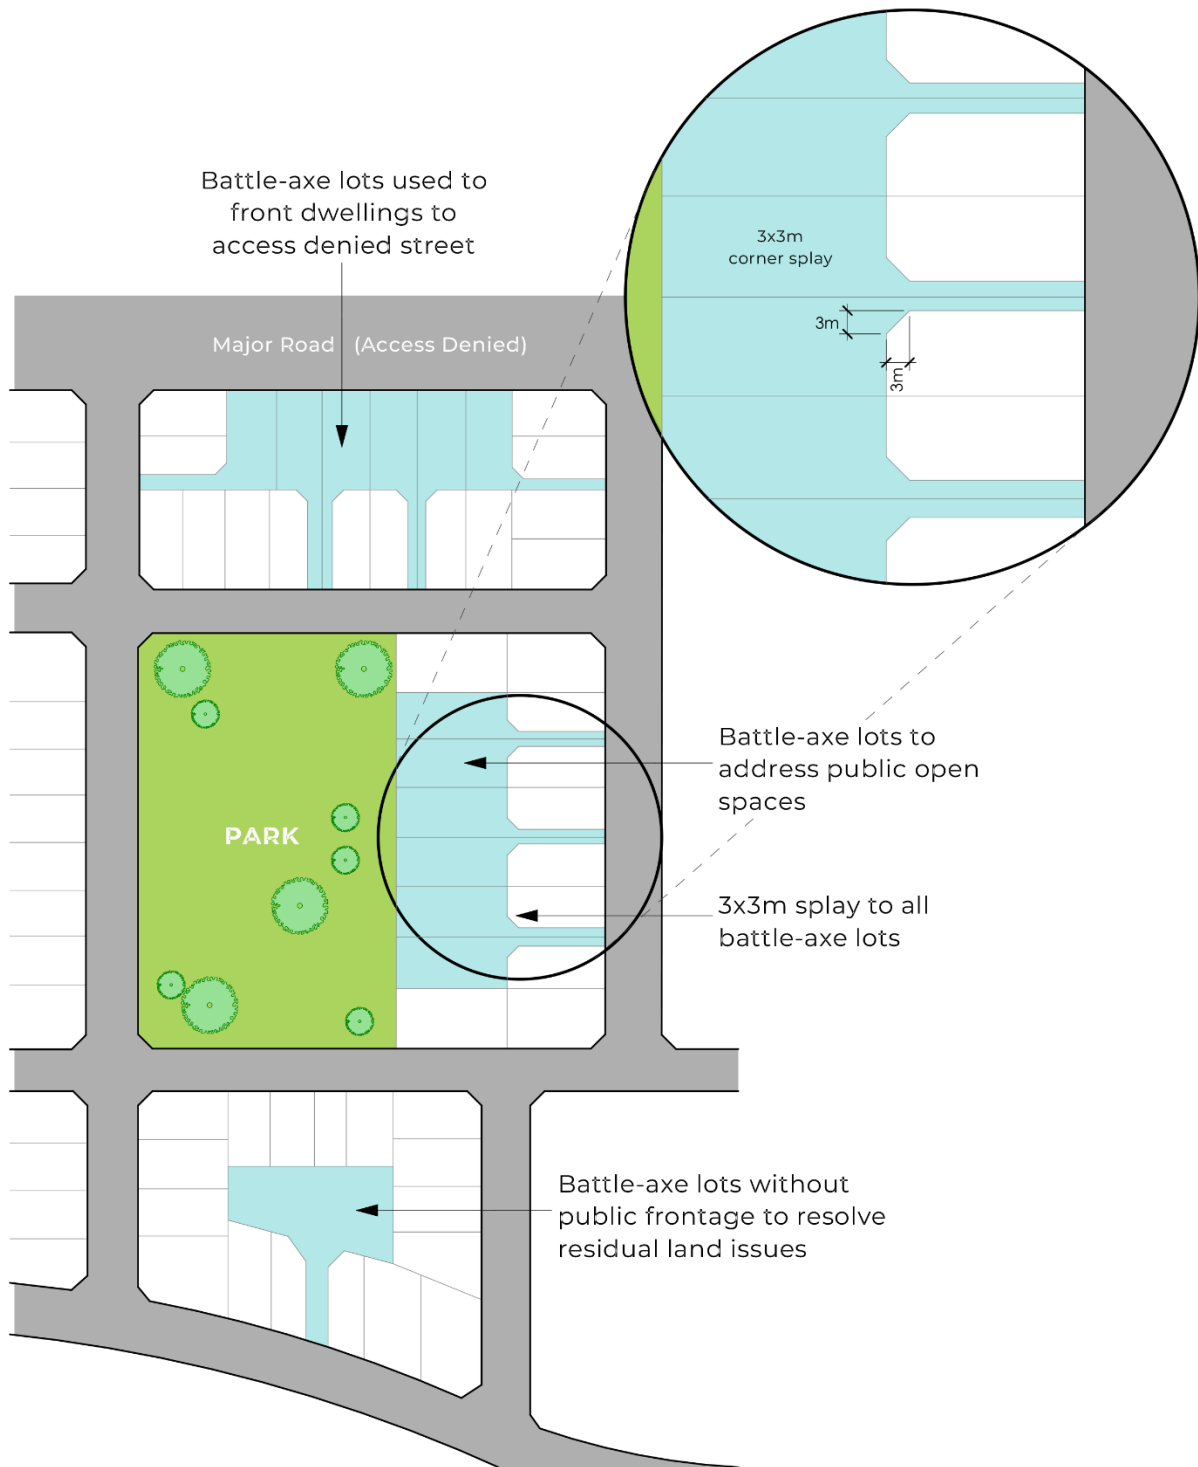 Battle-axe lots used to
front dwellings to
access denied street
3x3m
corner splay
3m
3m
Major Road (Access Denied)
Battle-axe lots to
address public open
spaces
PARK
3x3m splay to all
battle-axe lots
Battle-axe lots without
public frontage to resolve
residual land issues